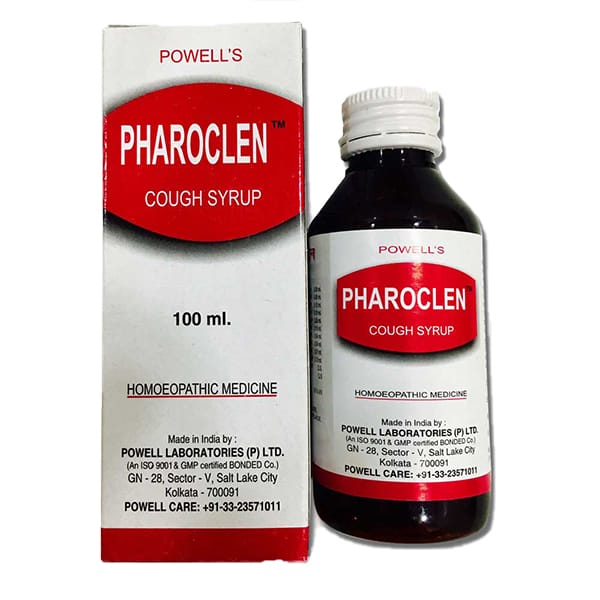 POWELL'S
PHAROCLEN™
COUGH SYRUP
100 ml.
HOMOEOPATHIC MEDICINE
Made in India by :
POWELL LABORATORIES (P) LTD.
(An ISO 9001 & GMP certified BONDED Co.)
GN - 28, Sector - V, Salt Lake City
Kolkata - 700091
POWELL CARE: +91-33-23571011
POWELL'S
PHAROCLEN™
COUGH SYRUP
HOMOEOPATHIC MEDICINE
Made in India by :
POWELL LABORATORIES (P) LTD.
(An ISO 9001 & GMP certified BONDED Co.)
GN - 28, Sector - V, Salt Lake City
Kolkata - 700091
POWELL CARE: +91-33-23571011